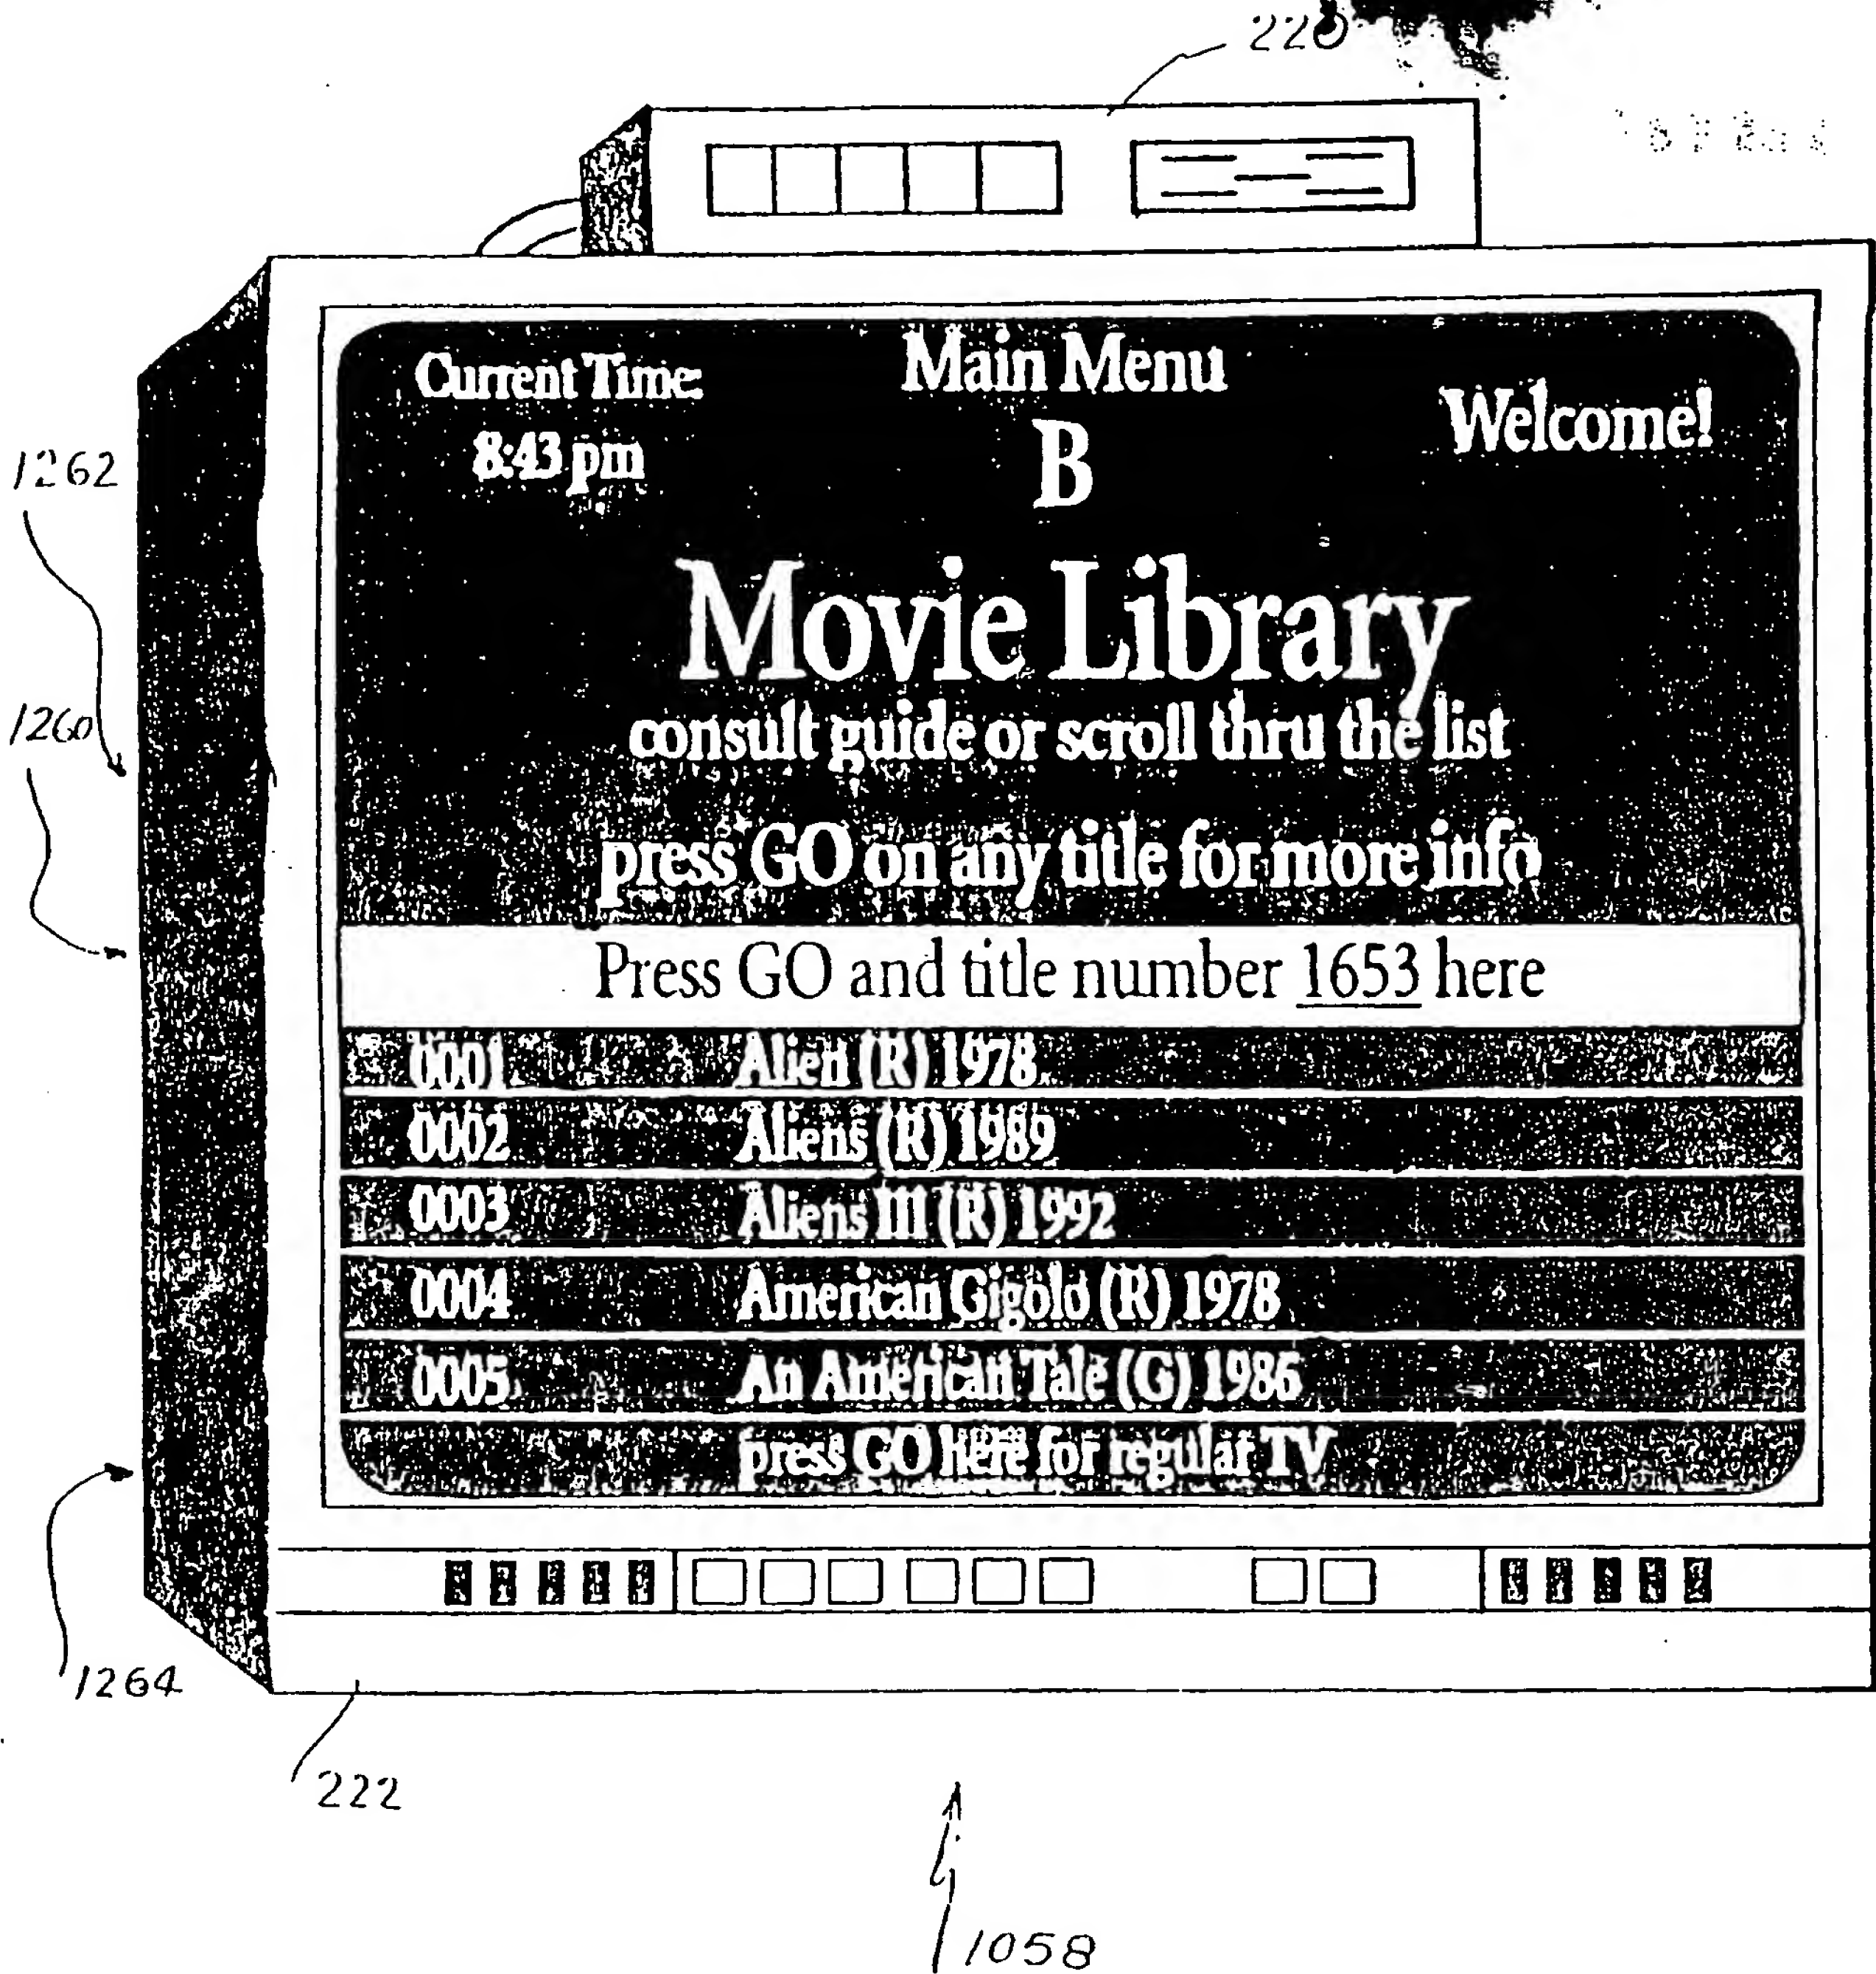 220
Current Time:
8:43 pm
Main Menu
B
Welcome!
Movie Library
consult guide or scroll thru the list
press GO on any title for more info
Press GO and title number 1653 here
0001 Alien (R) 1978
0002 Aliens (R) 1989
0003 Aliens III (R) 1992
0004 American Gigolo (R) 1978
0005 An American Tale (G) 1986
press GO here for regular TV
1262
1260
1264
222
1058